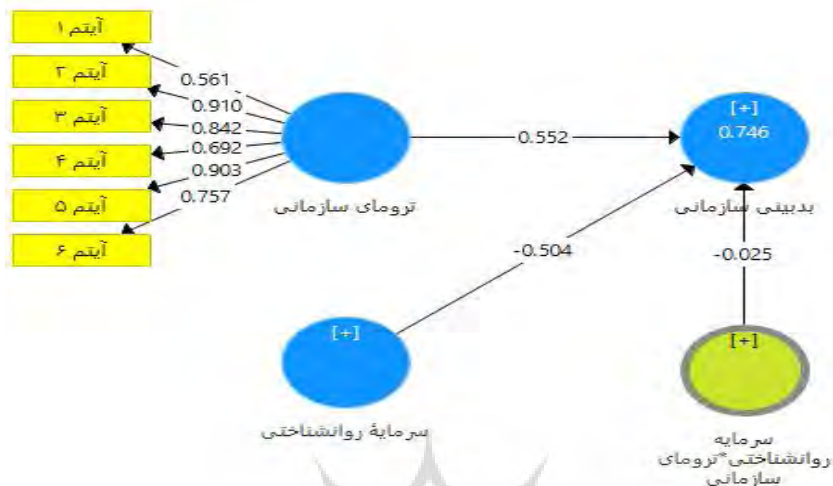 آیتم ۱
آیتم ۲
آیتم ۳
آیتم ۴
آیتم ۵
آیتم ۶
0.561
0.910
0.842
0.692
0.903
0.757
ترومای سازمانی
0.552
[+]
0.746
بدبینی سازمانی
-0.504
-0.025
[+]
سرمایۀ روانشناختی
[+]
سرمایه
روانشناختی*ترومای
سازمانی